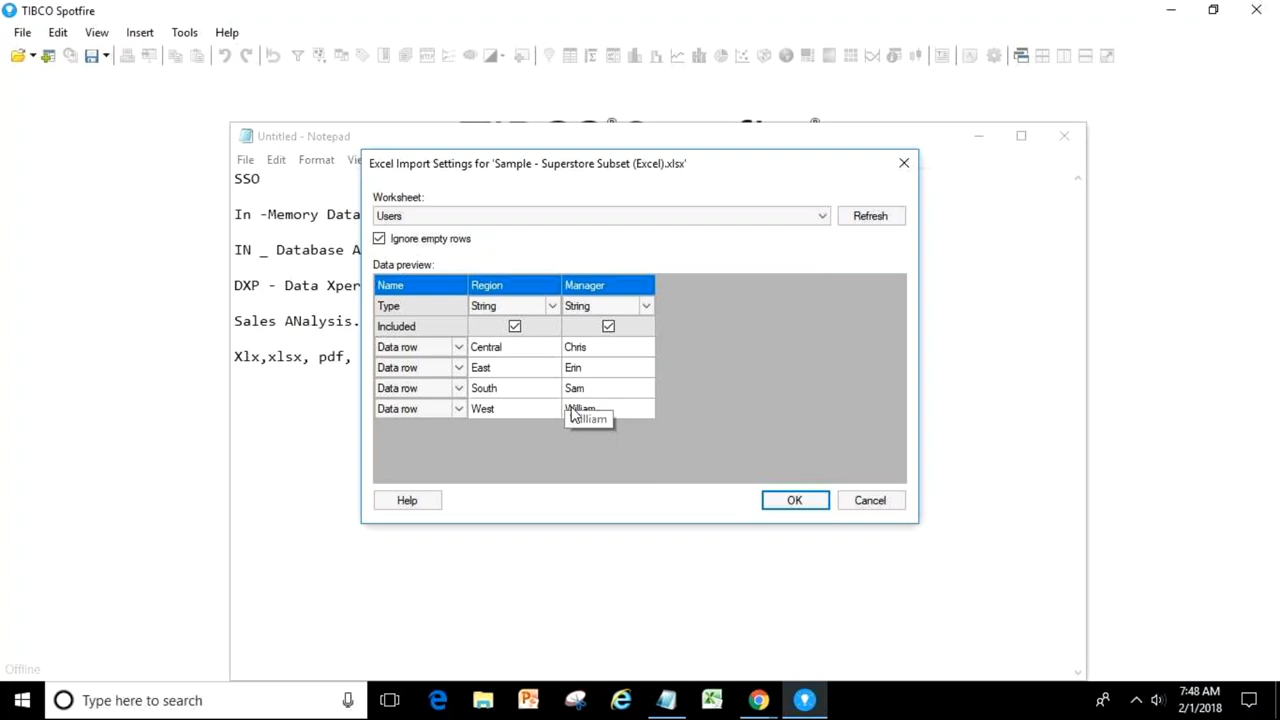 TIBCO Spotfire
File Edit View Insert Tools Help
Untitled - Notepad
File Edit Format
SSO
In -Memory Data
IN _ Database A
DXP - Data Xper
Sales ANalysis.
Xlx,xlsx, pdf,
Excel Import Settings for 'Sample - Superstore Subset (Excel).xlsx'
Worksheet:
Users
Refresh
Ignore empty rows
Data preview:
Name Region Manager
Type String String
Included
Data row Central Chris
Data row East Erin
Data row South Sam
Data row West William
William
Help OK Cancel
Offline
Type here to search
7:48 AM
2/1/2018